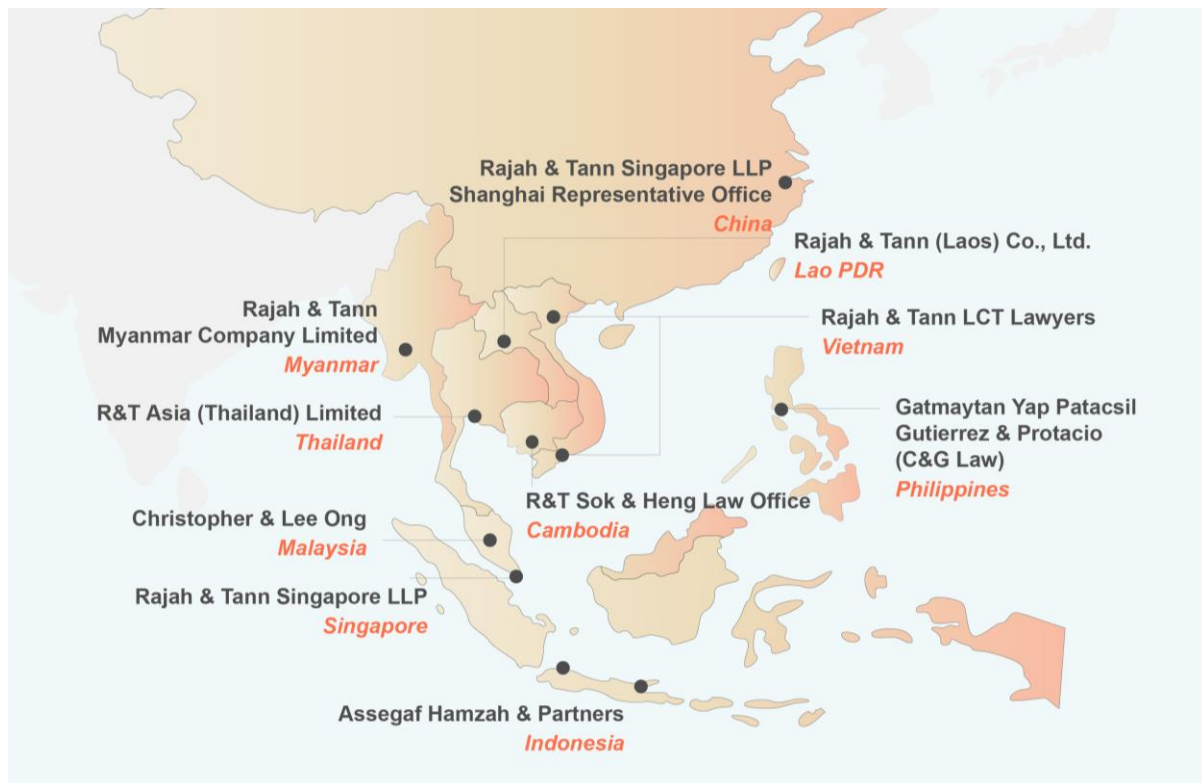 Rajah & Tann Singapore LLP
Shanghai Representative Office
China
Rajah & Tann (Laos) Co., Ltd.
Lao PDR
Rajah & Tann
Myanmar Company Limited
Myanmar
Rajah & Tann LCT Lawyers
Vietnam
R&T Asia (Thailand) Limited
Thailand
Gatmaytan Yap Patacsil
Gutierrez & Protacio
(C&G Law)
Philippines
R&T Sok & Heng Law Office
Cambodia
Christopher & Lee Ong
Malaysia
Rajah & Tann Singapore LLP
Singapore
Assegaf Hamzah & Partners
Indonesia